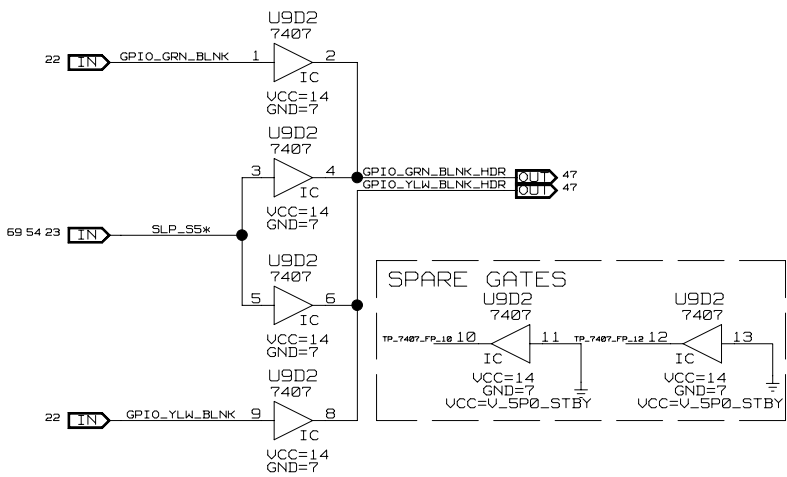 U9D2
7407
22 IN GPIO_GRN_BLNK 1 2
IC
VCC=14
GND=7
U9D2
7407
3 4 GPIO_GRN_BLNK_HDR OUT 47
GPIO_YLW_BLNK_HDR OUT 47
IC
VCC=14
GND=7
69 54 23 IN SLP_S5*
U9D2
7407
5 6
IC
VCC=14
GND=7
SPARE GATES
U9D2
7407
TP_7407_FP_10 10 11
IC
VCC=14
GND=7
VCC=V_5P0_STBY
U9D2
7407
TP_7407_FP_12 12 13
IC
VCC=14
GND=7
VCC=V_5P0_STBY
U9D2
7407
22 IN GPIO_YLW_BLNK 9 8
IC
VCC=14
GND=7